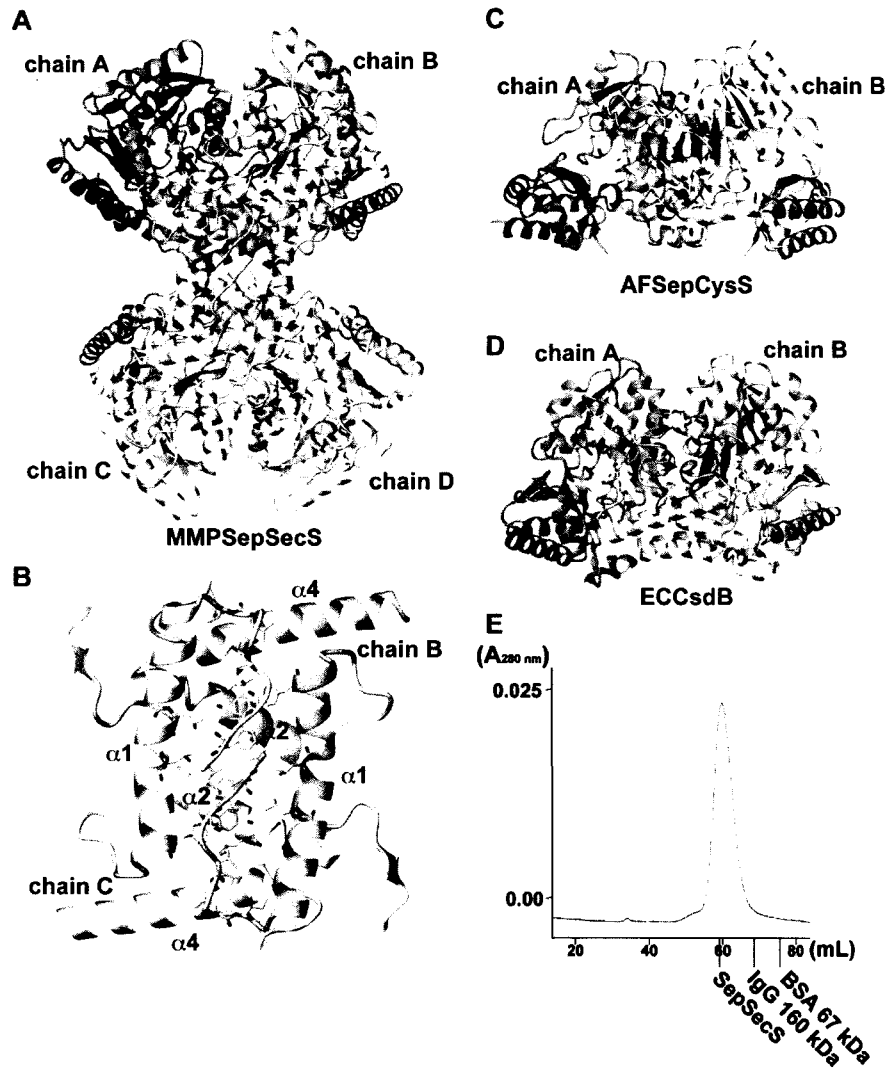 A
chain A
chain B
chain C
chain D
MMPSepSecS
B
α4
chain B
α2
α1
α1
α2
chain C
α4
C
chain A
chain B
AFSepCysS
D
chain A
chain B
ECCsdB
E
(A280 nm)
0.025
0.00
20
40
60
80
(mL)
SepSecS
IgG 160 kDa
BSA 67 kDa